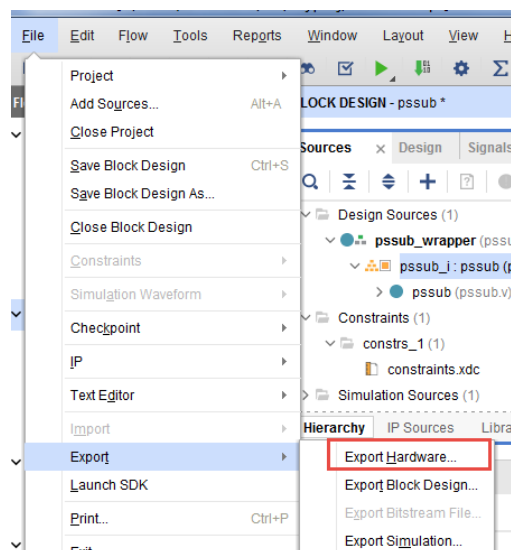 File Edit Flow Tools Reports Window Layout View
Project
Add Sources... Alt+A
Close Project
Save Block Design Ctrl+S
Save Block Design As...
Close Block Design
Constraints
Simulation Waveform
Checkpoint
IP
Text Editor
Import
Export
Launch SDK
Print... Ctrl+P
LOCK DESIGN - pssub *
Sources × Design Signals
Design Sources (1)
pssub_wrapper (pssu
pssub_i : pssub (p
pssub (pssub.v)
Constraints (1)
constrs_1 (1)
constraints.xdc
Simulation Sources (1)
Hierarchy IP Sources Libra
Export Hardware...
Export Block Design...
Export Bitstream File...
Export Simulation...